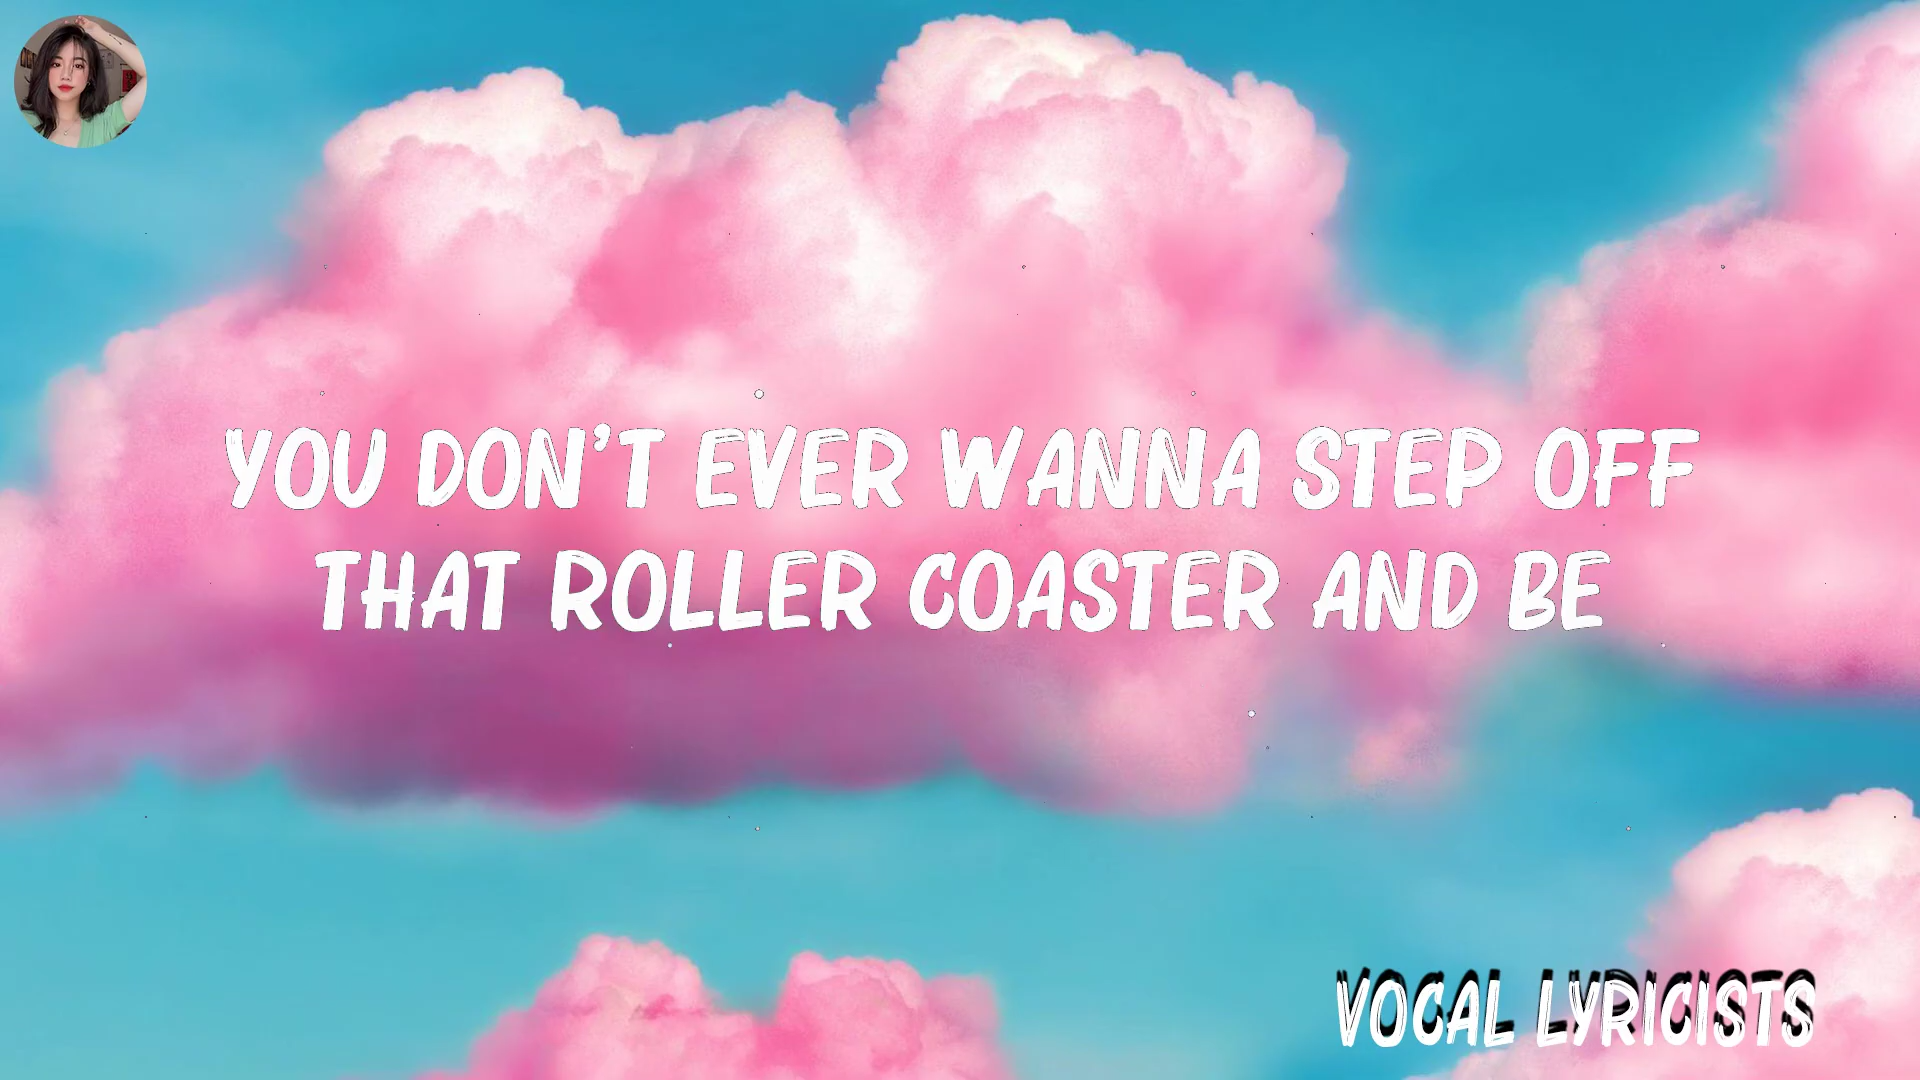 YOU DON'T EVER WANNA STEP OFF
THAT ROLLER COASTER AND BE
VOCAL LYRICISTS